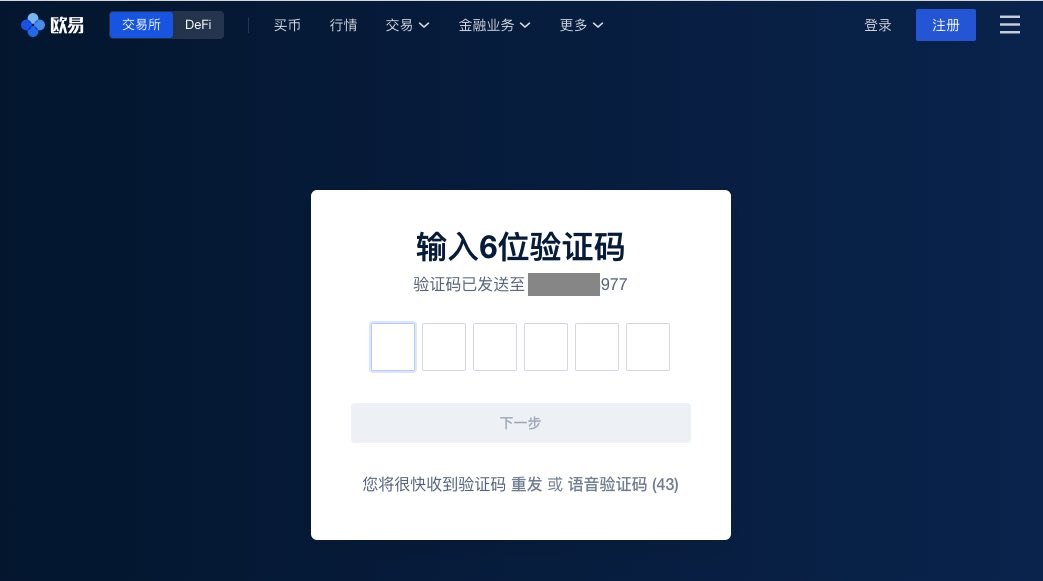 欧易 交易所 DeFi 买币 行情 交易 金融业务 更多 登录 注册
输入6位验证码
验证码已发送至 977
下一步
您将很快收到验证码 重发 或 语音验证码 (43)